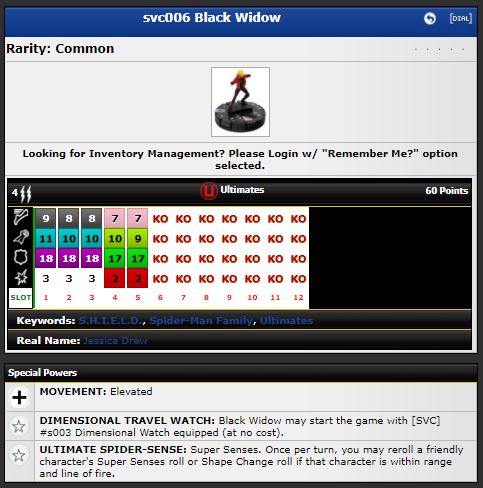 svc006 Black Widow
[DIAL]
Rarity: Common
Looking for Inventory Management? Please Login w/ "Remember Me?" option
selected.
4 Ultimates 60 Points
9 8 8 7 7 KO KO KO KO KO KO KO
11 10 10 10 9 KO KO KO KO KO KO KO
18 18 18 17 17 KO KO KO KO KO KO KO
3 3 3 2 2 KO KO KO KO KO KO KO
SLOT 1 2 3 4 5 6 7 8 9 10 11 12
Keywords: S.H.I.E.L.D., Spider-Man Family, Ultimates
Real Name: Jessica Drew
Special Powers
MOVEMENT: Elevated
DIMENSIONAL TRAVEL WATCH: Black Widow may start the game with [SVC]
#s003 Dimensional Watch equipped (at no cost).
ULTIMATE SPIDER-SENSE: Super Senses. Once per turn, you may reroll a friendly
character's Super Senses roll or Shape Change roll if that character is within range
and line of fire.